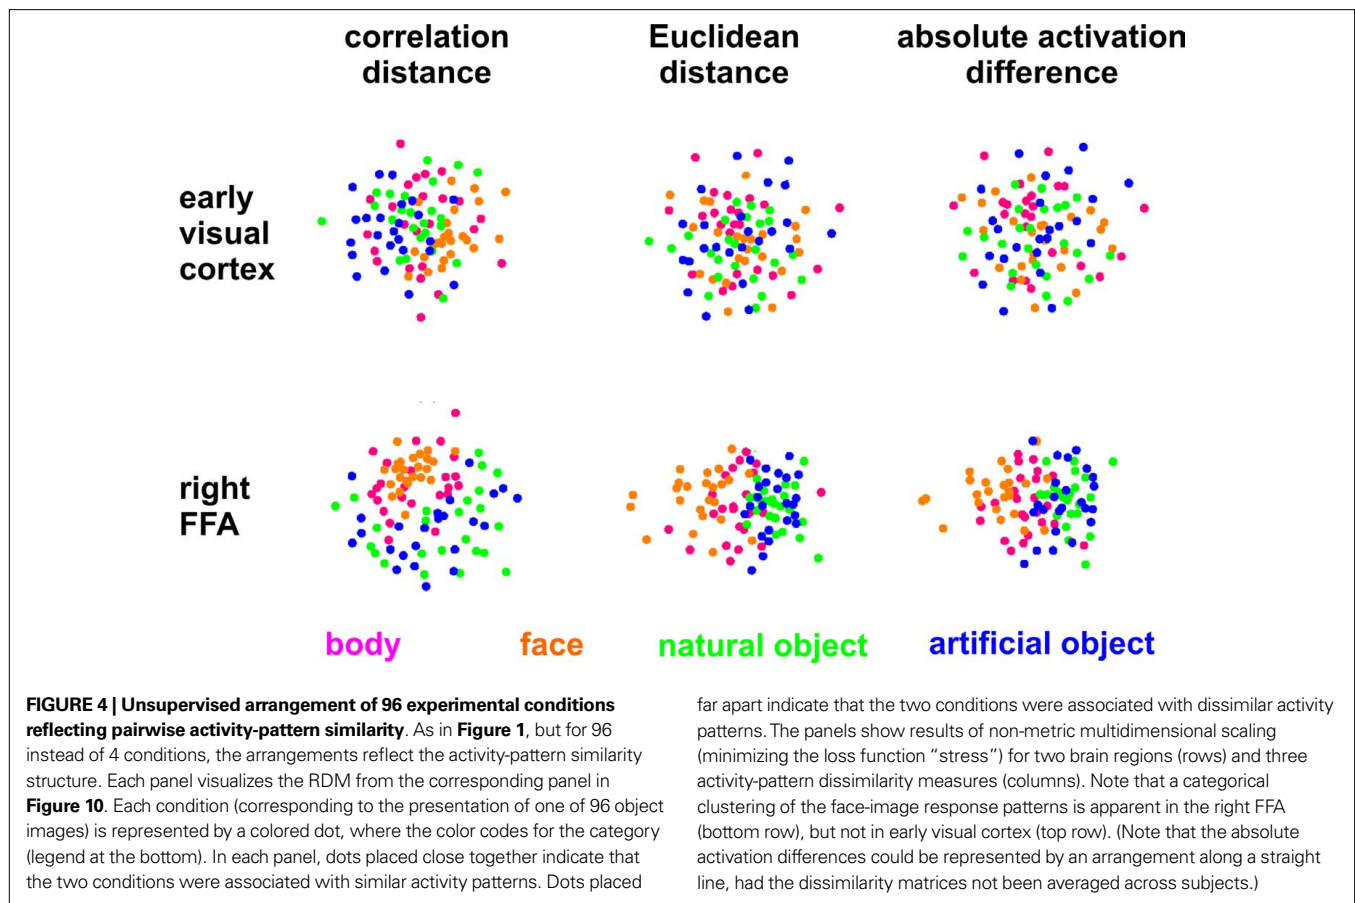 correlation
distance
Euclidean
distance
absolute activation
difference
early
visual
cortex
right
FFA
body
face
natural object
artificial object
FIGURE 4 | Unsupervised arrangement of 96 experimental conditions
reflecting pairwise activity-pattern similarity. As in Figure 1, but for 96
instead of 4 conditions, the arrangements reflect the activity-pattern similarity
structure. Each panel visualizes the RDM from the corresponding panel in
Figure 10. Each condition (corresponding to the presentation of one of 96 object
images) is represented by a colored dot, where the color codes for the category
(legend at the bottom). In each panel, dots placed close together indicate that
the two conditions were associated with similar activity patterns. Dots placed
far apart indicate that the two conditions were associated with dissimilar activity
patterns. The panels show results of non-metric multidimensional scaling
(minimizing the loss function “stress”) for two brain regions (rows) and three
activity-pattern dissimilarity measures (columns). Note that a categorical
clustering of the face-image response patterns is apparent in the right FFA
(bottom row), but not in early visual cortex (top row). (Note that the absolute
activation differences could be represented by an arrangement along a straight
line, had the dissimilarity matrices not been averaged across subjects.)